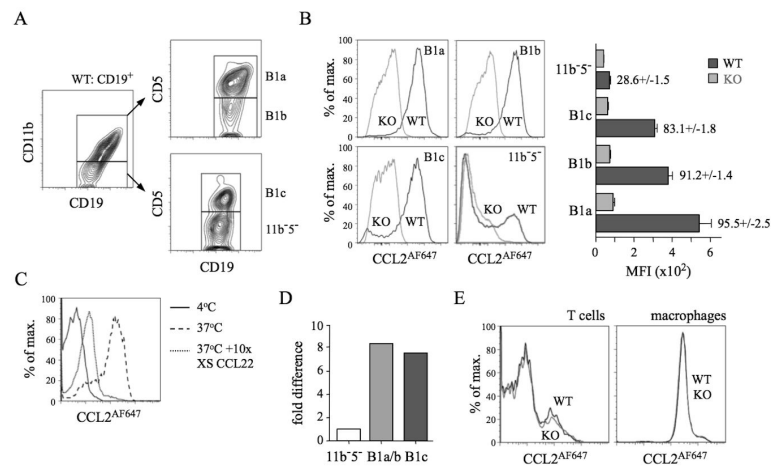 A
WT: CD19⁺
CD11b
CD19
CD5
B1a
B1b
CD5
B1c
11b⁻5⁻
CD19
B
% of max.
100
80
60
40
20
0
B1a
KO
WT
B1b
KO
WT
% of max.
100
80
60
40
20
0
B1c
KO
WT
11b⁻5⁻
KO
WT
CCL2AF647
CCL2AF647
WT
KO
11b⁻5⁻
28.6+/-1.5
B1c
83.1+/-1.8
B1b
91.2+/-1.4
B1a
95.5+/-2.5
0 2 4 6
MFI (x10²)
C
% of max.
100
80
60
40
20
0
CCL2AF647
4ºC
37ºC
37ºC +10x
XS CCL22
D
fold difference
10
8
6
4
2
0
11b⁻5⁻ B1a/b B1c
E
T cells
macrophages
% of max.
100
80
60
40
20
0
WT
KO
WT
KO
CCL2AF647
CCL2AF647